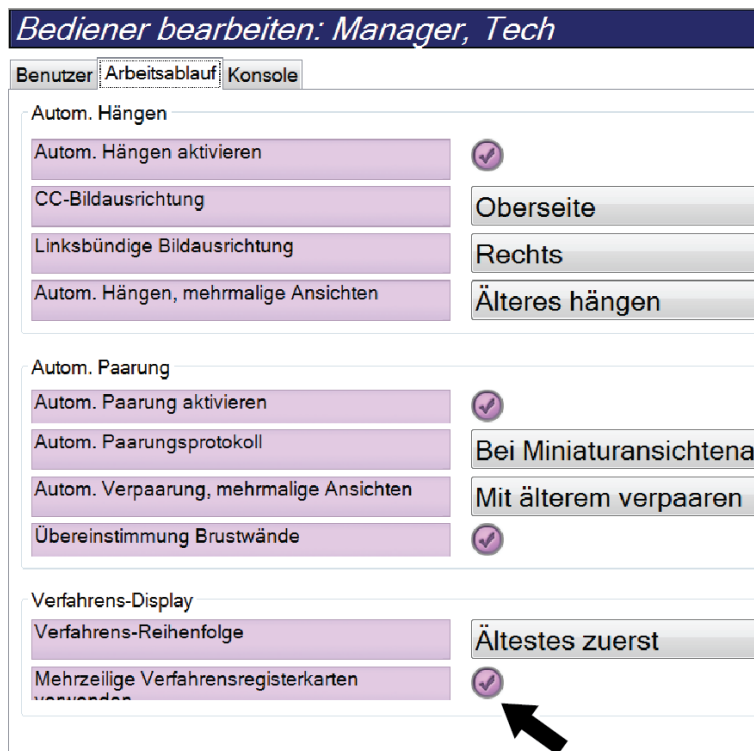 Bediener bearbeiten: Manager, Tech
Benutzer Arbeitsablauf Konsole
Autom. Hängen
Autom. Hängen aktivieren
CC-Bildausrichtung Oberseite
Linksbündige Bildausrichtung Rechts
Autom. Hängen, mehrmalige Ansichten Älteres hängen
Autom. Paarung
Autom. Paarung aktivieren
Autom. Paarungsprotokoll Bei Miniaturansichtena
Autom. Verpaarung, mehrmalige Ansichten Mit älterem verpaaren
Übereinstimmung Brustwände
Verfahrens-Display
Verfahrens-Reihenfolge Ältestes zuerst
Mehrzeilige Verfahrensregisterkarten